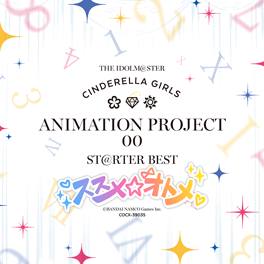 THE IDOLM@STER
CINDERELLA GIRLS
ANIMATION PROJECT
00
ST@RTER BEST
ススメ☆オトメ
©BANDAI NAMCO Games Inc.
COCX-39035